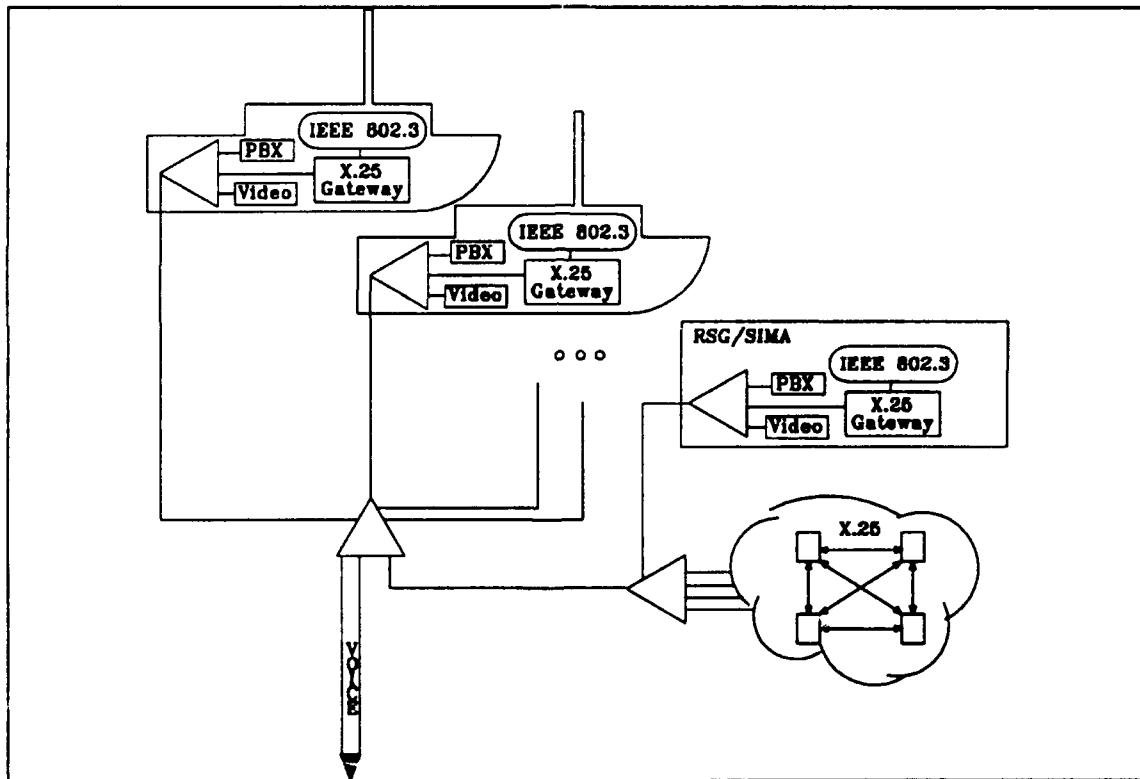 IEEE 802.3
PBX
X.25
Gateway
Video
IEEE 802.3
PBX
X.25
Gateway
Video
RSG/SIMA
IEEE 802.3
PBX
X.25
Gateway
Video
X.25
VOICE